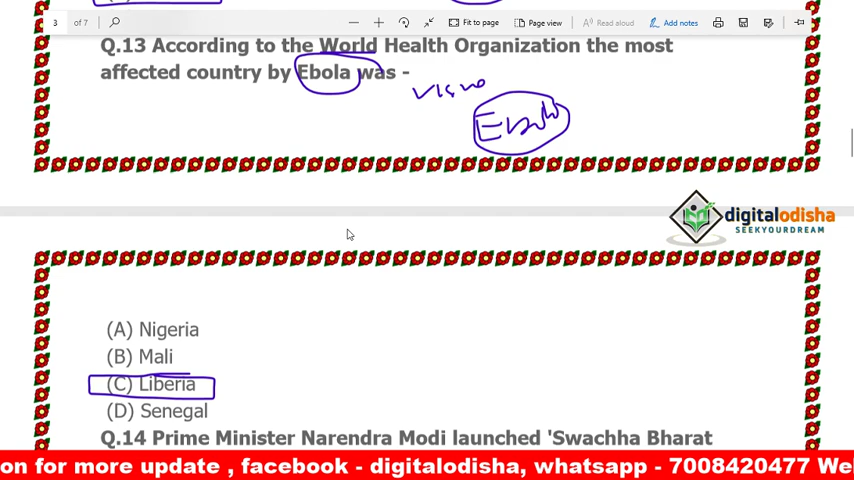 3 of 7
Fit to page
Page view
Read aloud
Add notes
Q.13 According to the World Health Organization the most
affected country by Ebola was -
digitalodisha
SEEKYOURDREAM
(A) Nigeria
(B) Mali
(C) Liberia
(D) Senegal
Q.14 Prime Minister Narendra Modi launched 'Swachha Bharat
on for more update , facebook - digitalodisha, whatsapp - 7008420477 We